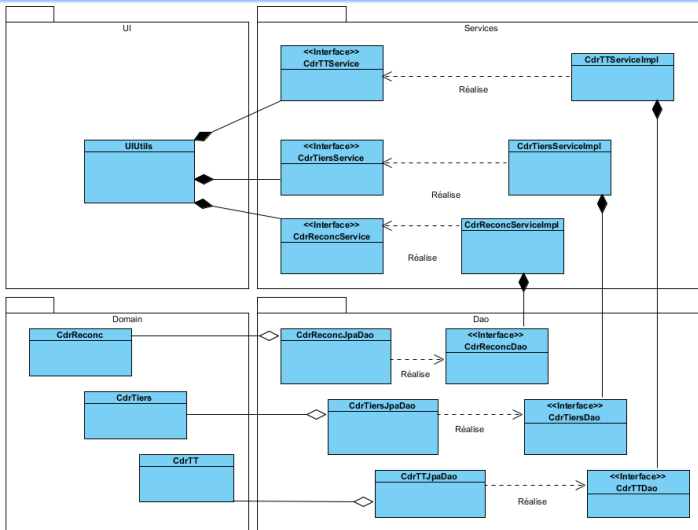 UI
Services
<<Interface>>
CdrTTService
CdrTTServiceImpl
Réalise
UIUtils
<<Interface>>
CdrTiersService
CdrTiersServiceImpl
Réalise
<<Interface>>
CdrReconcService
CdrReconcServiceImpl
Réalise
Domain
Dao
CdrReconc
CdrReconcJpaDao
<<Interface>>
CdrReconcDao
Réalise
CdrTiers
CdrTiersJpaDao
<<Interface>>
CdrTiersDao
Réalise
CdrTT
CdrTTJpaDao
<<Interface>>
CdrTTDao
Réalise